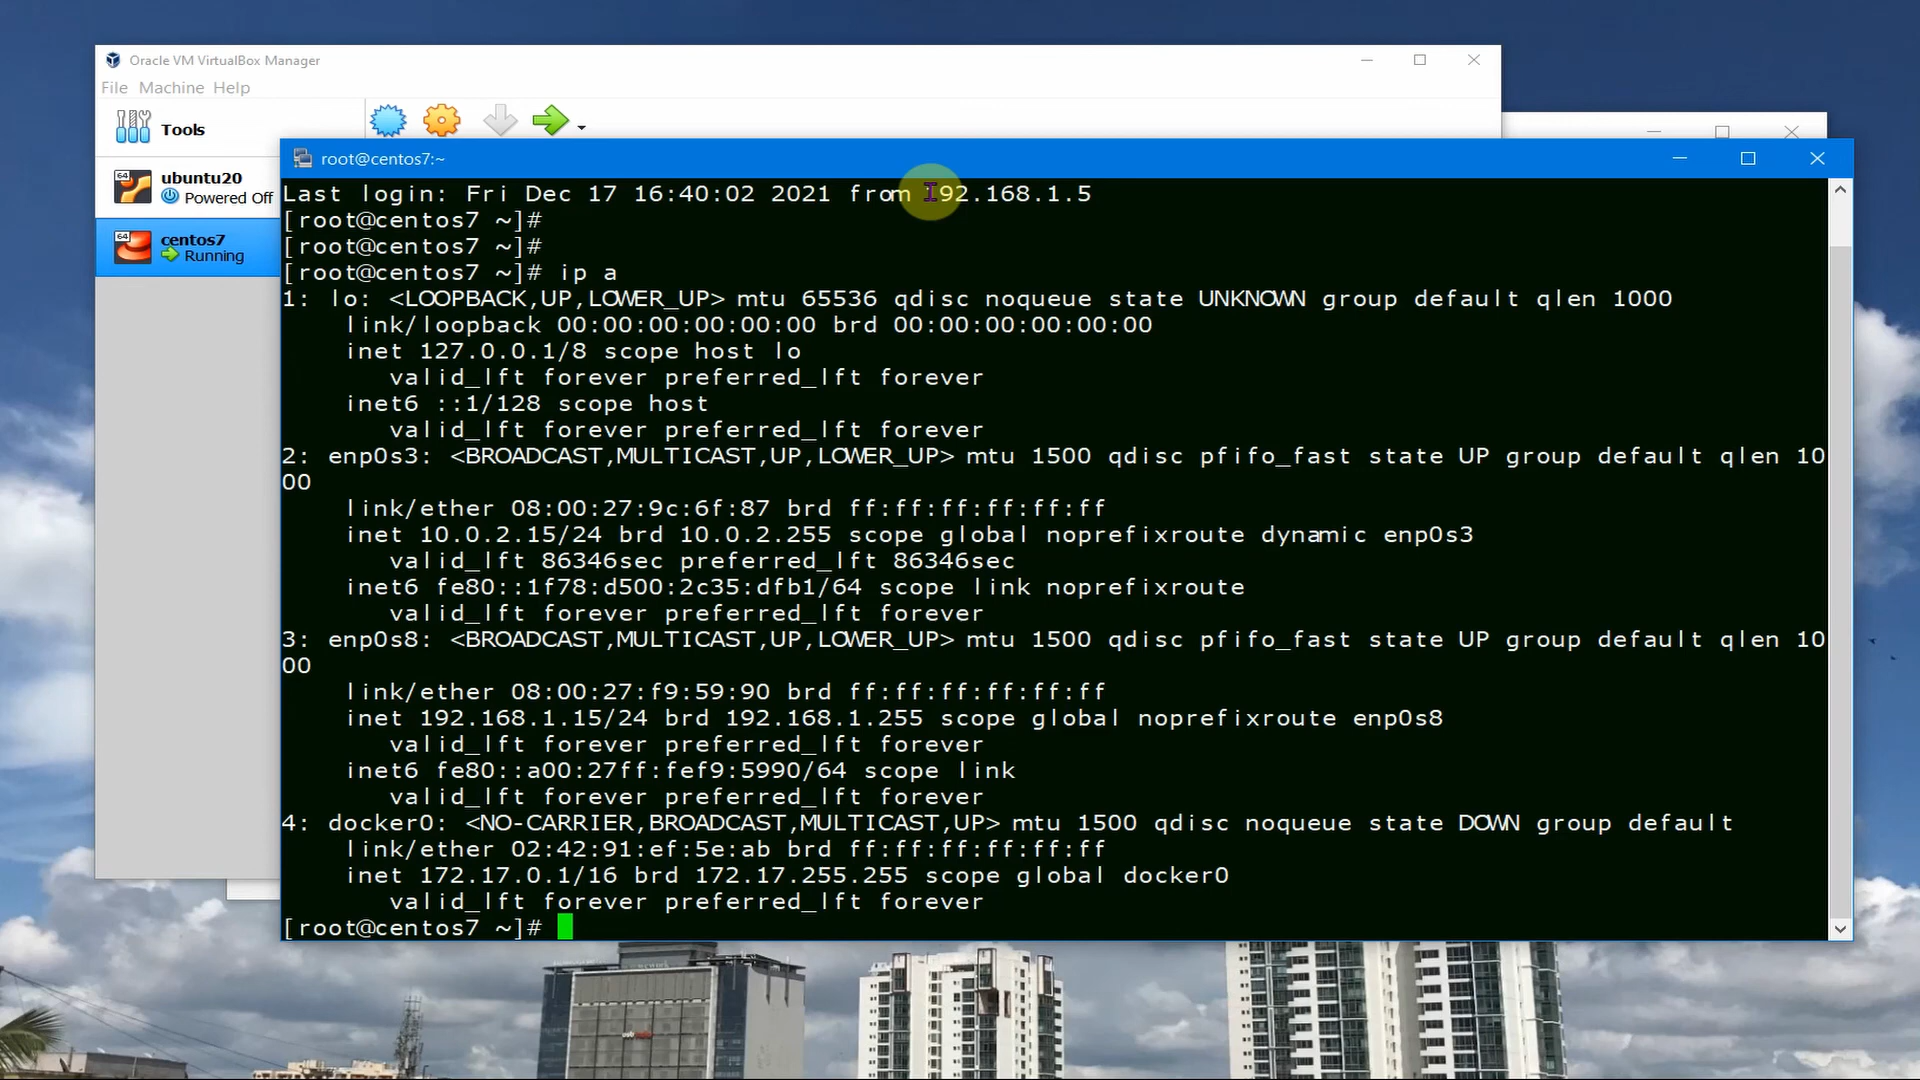 Oracle VM VirtualBox Manager
File Machine Help
Tools
64
ubuntu20
Powered Off
64
centos7
Running
root@centos7:~
Last login: Fri Dec 17 16:40:02 2021 from 192.168.1.5
[root@centos7 ~]#
[root@centos7 ~]#
[root@centos7 ~]# ip a
1: lo: <LOOPBACK,UP,LOWER_UP> mtu 65536 qdisc noqueue state UNKNOWN group default qlen 1000
link/loopback 00:00:00:00:00:00 brd 00:00:00:00:00:00
inet 127.0.0.1/8 scope host lo
valid_lft forever preferred_lft forever
inet6 ::1/128 scope host
valid_lft forever preferred_lft forever
2: enp0s3: <BROADCAST,MULTICAST,UP,LOWER_UP> mtu 1500 qdisc pfifo_fast state UP group default qlen 10
00
link/ether 08:00:27:9c:6f:87 brd ff:ff:ff:ff:ff:ff
inet 10.0.2.15/24 brd 10.0.2.255 scope global noprefixroute dynamic enp0s3
valid_lft 86346sec preferred_lft 86346sec
inet6 fe80::1f78:d500:2c35:dfb1/64 scope link noprefixroute
valid_lft forever preferred_lft forever
3: enp0s8: <BROADCAST,MULTICAST,UP,LOWER_UP> mtu 1500 qdisc pfifo_fast state UP group default qlen 10
00
link/ether 08:00:27:f9:59:90 brd ff:ff:ff:ff:ff:ff
inet 192.168.1.15/24 brd 192.168.1.255 scope global noprefixroute enp0s8
valid_lft forever preferred_lft forever
inet6 fe80::a00:27ff:fef9:5990/64 scope link
valid_lft forever preferred_lft forever
4: docker0: <NO-CARRIER,BROADCAST,MULTICAST,UP> mtu 1500 qdisc noqueue state DOWN group default
link/ether 02:42:91:ef:5e:ab brd ff:ff:ff:ff:ff:ff
inet 172.17.0.1/16 brd 172.17.255.255 scope global docker0
valid_lft forever preferred_lft forever
[root@centos7 ~]#